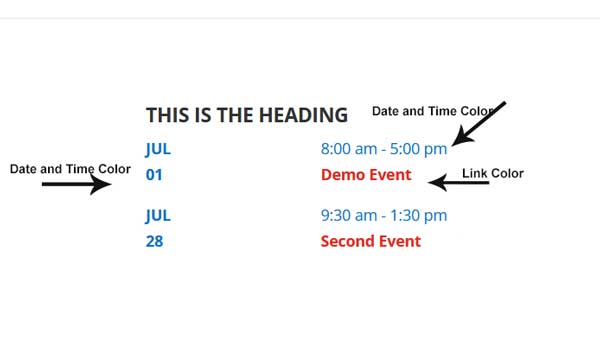 THIS IS THE HEADING
Date and Time Color
JUL
8:00 am - 5:00 pm
Date and Time Color
01
Demo Event
Link Color
JUL
9:30 am - 1:30 pm
28
Second Event